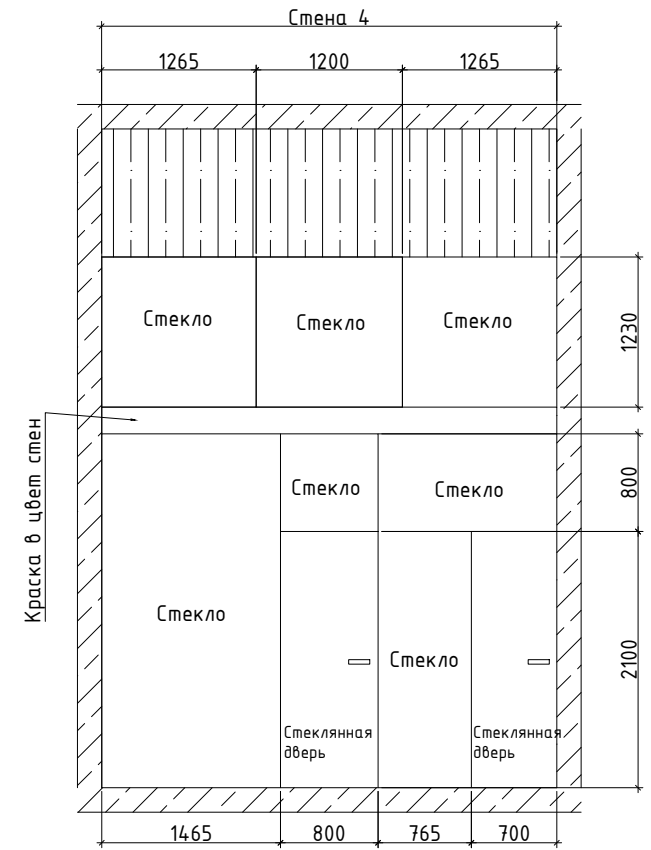 Стена 4
1265
1200
1265
Стекло
Стекло
Стекло
1230
Краска в цвет стен
Стекло
Стекло
800
Стекло
Стекло
2100
Стеклянная
дверь
Стеклянная
дверь
1465
800
765
700